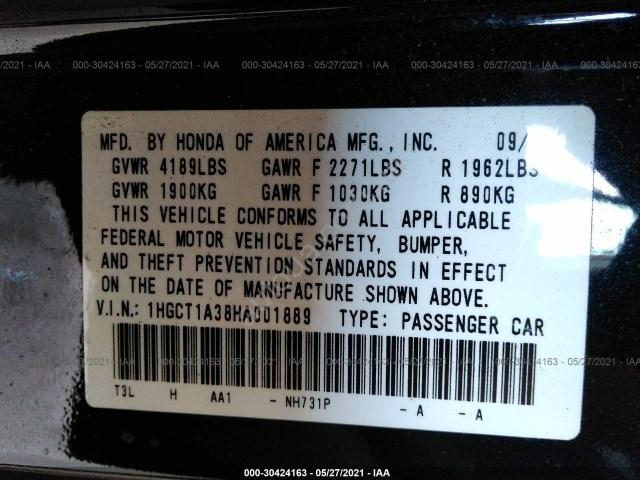 000-30424163 - 05/27/2021 - IAA
MFD. BY HONDA OF AMERICA MFG., INC. 09/
GVWR 4189LBS GAWR F 2271LBS R 1962LBS
GVWR 1900KG GAWR F 1030KG R 890KG
THIS VEHICLE CONFORMS TO ALL APPLICABLE
FEDERAL MOTOR VEHICLE SAFETY, BUMPER,
AND THEFT PREVENTION STANDARDS IN EFFECT
ON THE DATE OF MANUFACTURE SHOWN ABOVE.
V.I.N.: 1HGCT1A38HA001889 TYPE: PASSENGER CAR
T3L H AA1 - NH731P - A - A
000-30424163 - 05/27/2021 - IAA